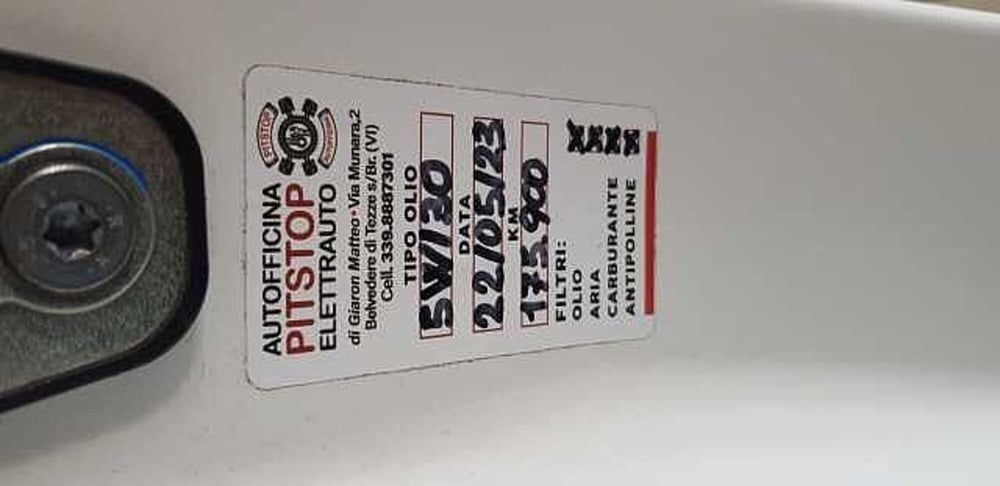 PITSTOP
AUTOFFICINA
PITSTOP
ELETTRAUTO
di Giaron Matteo • Via Munara, 2
Belvedere di Tezze s/Br. (VI)
Cell. 339.8887301
TIPO OLIO
5W/30
DATA
22/05/23
KM
175.900
FILTRI:
OLIO X
ARIA X
CARBURANTE X
ANTIPOLLINE X